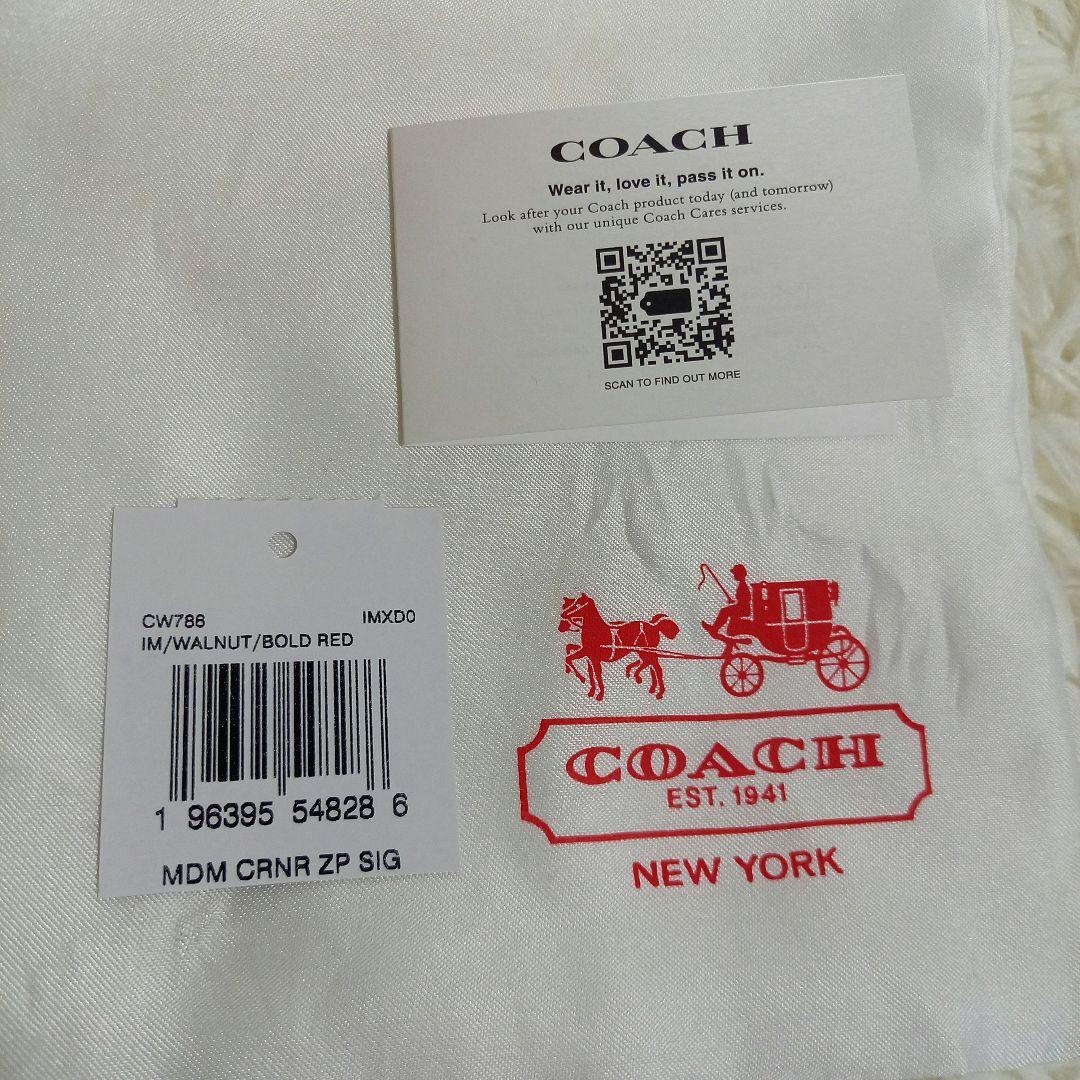 COACH
Wear it, love it, pass it on.
Look after your Coach product today (and tomorrow)
with our unique Coach Cares services.
SCAN TO FIND OUT MORE
CW786 IMXD0
IM/WALNUT/BOLD RED
1 96395 54828 6
MDM CRNR ZP SIG
COACH
EST. 1941
NEW YORK